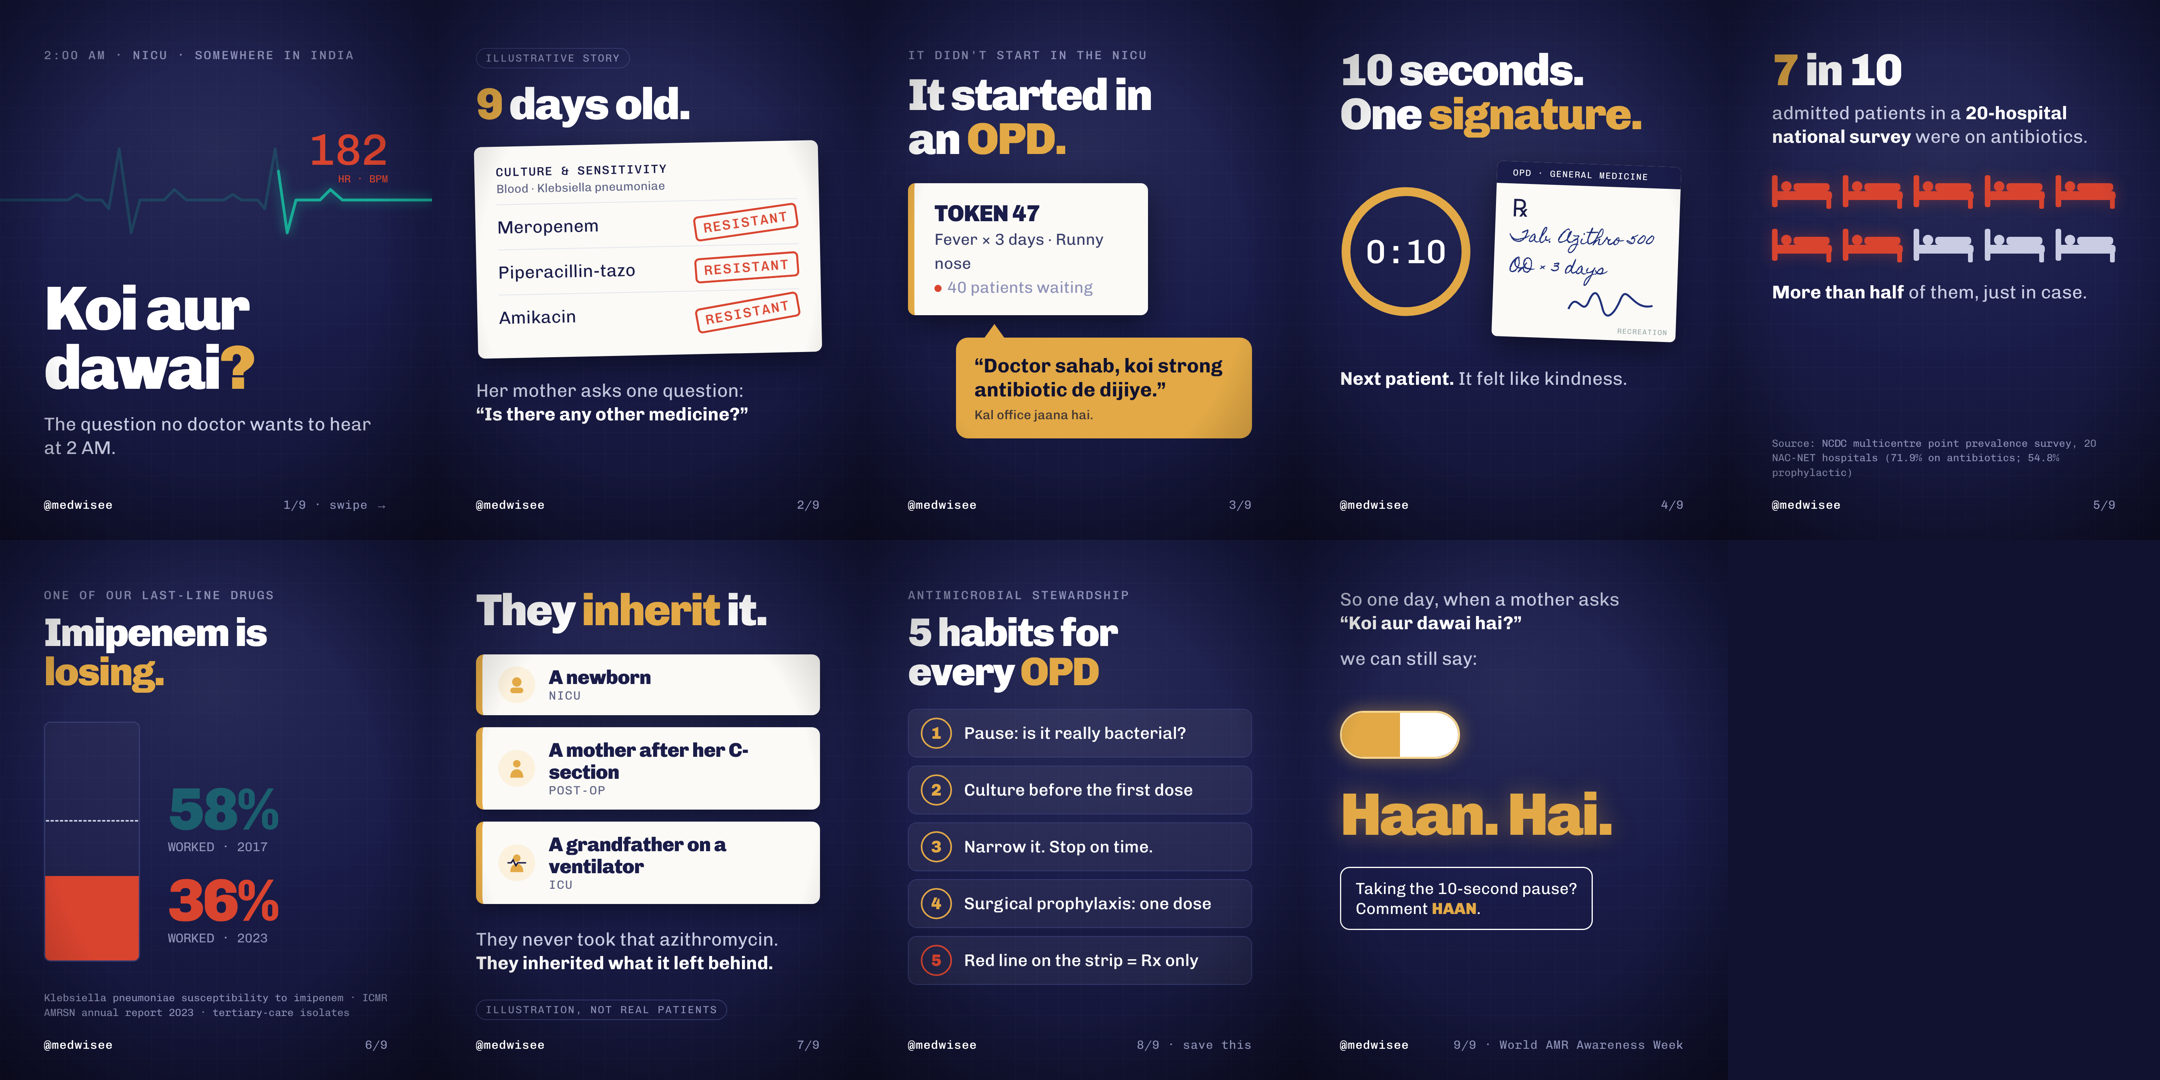 2:00 AM · NICU · SOMEWHERE IN INDIA
182
HR · BPM
Koi aur
dawai?
The question no doctor wants to hear
at 2 AM.
@medwisee
1/9 · swipe →
ILLUSTRATIVE STORY
9 days old.
CULTURE & SENSITIVITY
Blood · Klebsiella pneumoniae
Meropenem RESISTANT
Piperacillin-tazo RESISTANT
Amikacin RESISTANT
Her mother asks one question:
“Is there any other medicine?”
@medwisee
2/9
IT DIDN'T START IN THE NICU
It started in
an OPD.
TOKEN 47
Fever × 3 days · Runny
nose
40 patients waiting
“Doctor sahab, koi strong
antibiotic de dijiye.”
Kal office jaana hai.
@medwisee
3/9
10 seconds.
One signature.
0:10
OPD · GENERAL MEDICINE
℞
Tab. Azithro 500
OD × 3 days
RECREATION
Next patient. It felt like kindness.
@medwisee
4/9
7 in 10
admitted patients in a 20-hospital
national survey were on antibiotics.
More than half of them, just in case.
Source: NCDC multicentre point prevalence survey, 20
NAC-NET hospitals (71.9% on antibiotics; 54.8%
prophylactic)
@medwisee
5/9
ONE OF OUR LAST-LINE DRUGS
Imipenem is
losing.
58%
WORKED · 2017
36%
WORKED · 2023
Klebsiella pneumoniae susceptibility to imipenem · ICMR
AMRSN annual report 2023 · tertiary-care isolates
@medwisee
6/9
They inherit it.
A newborn
NICU
A mother after her C-
section
POST-OP
A grandfather on a
ventilator
ICU
They never took that azithromycin.
They inherited what it left behind.
ILLUSTRATION, NOT REAL PATIENTS
@medwisee
7/9
ANTIMICROBIAL STEWARDSHIP
5 habits for
every OPD
1 Pause: is it really bacterial?
2 Culture before the first dose
3 Narrow it. Stop on time.
4 Surgical prophylaxis: one dose
5 Red line on the strip = Rx only
@medwisee
8/9 · save this
So one day, when a mother asks
“Koi aur dawai hai?”
we can still say:
Haan. Hai.
Taking the 10-second pause?
Comment HAAN.
@medwisee
9/9 · World AMR Awareness Week